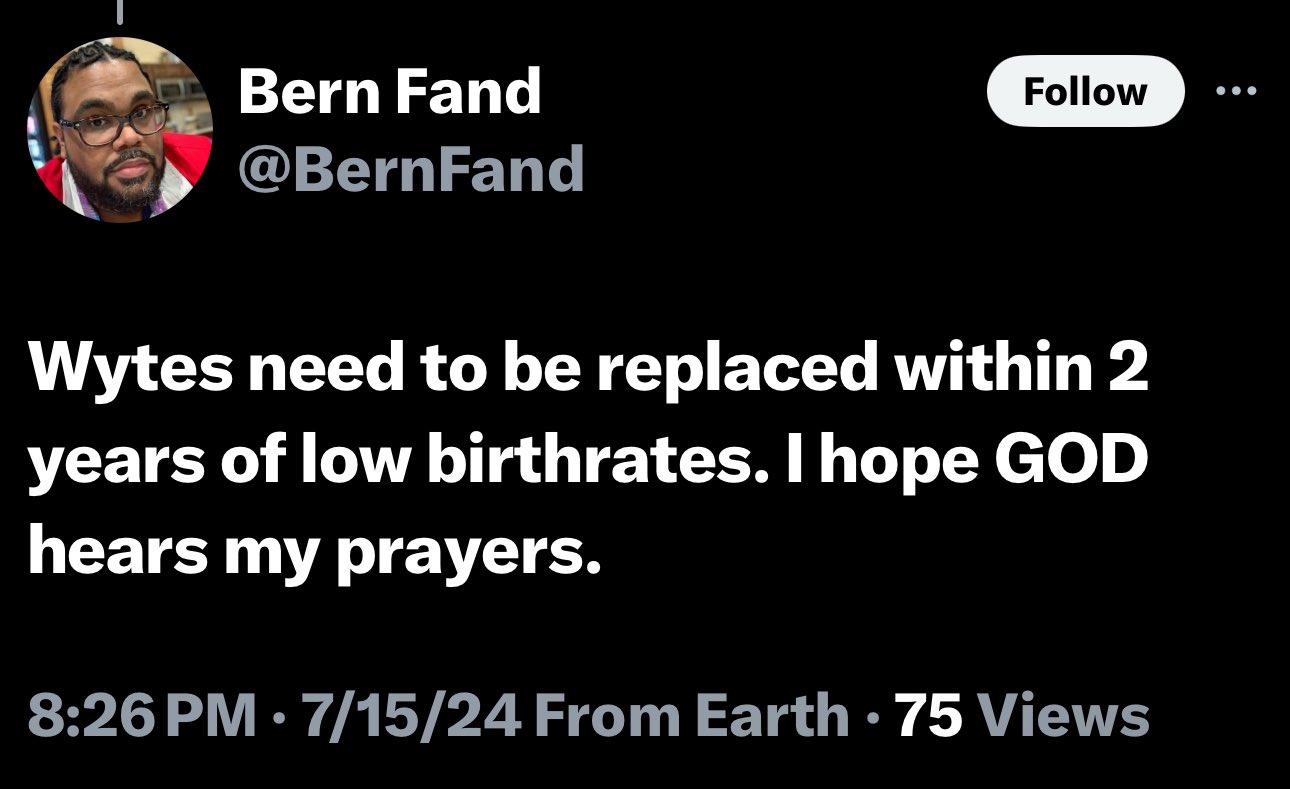 Bern Fand
Follow
@BernFand
Wytes need to be replaced within 2
years of low birthrates. I hope GOD
hears my prayers.
8:26 PM · 7/15/24 From Earth · 75 Views